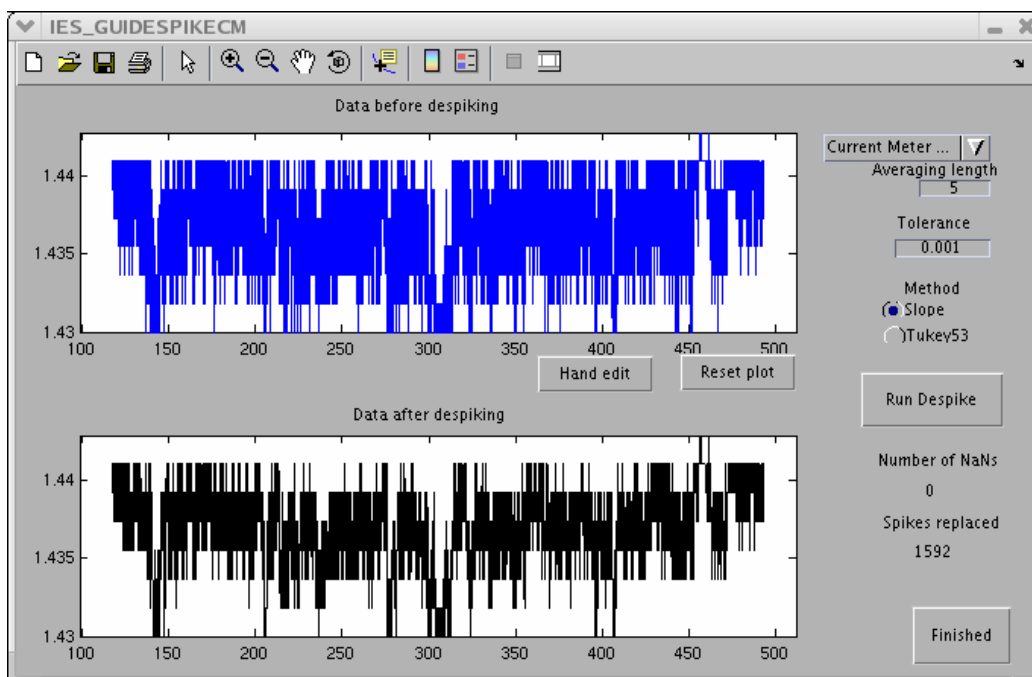 IES_GUIDESPIKECM
Data before despiking
1.44
1.435
1.43
100 150 200 250 300 350 400 450 500
Current Meter ...
Averaging length
5
Tolerance
0.001
Method
Slope
Tukey53
Hand edit
Reset plot
Run Despike
Data after despiking
1.44
1.435
1.43
100 150 200 250 300 350 400 450 500
Number of NaNs
0
Spikes replaced
1592
Finished